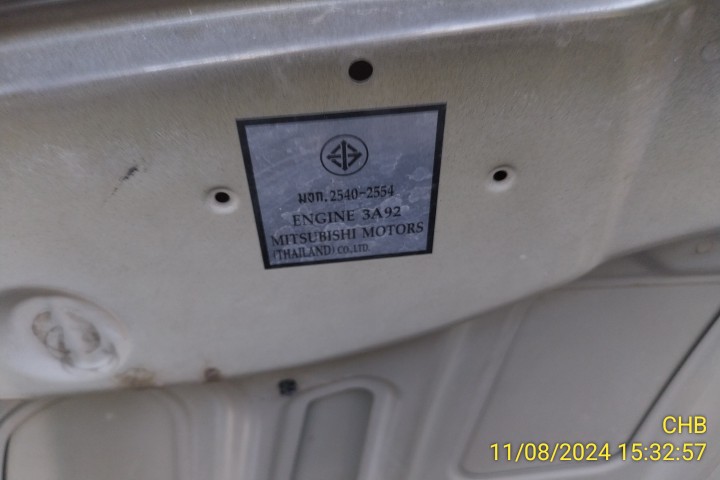 มอก.2540-2554
ENGINE 3A92
MITSUBISHI MOTORS
(THAILAND) CO.,LTD.
CHB
11/08/2024 15:32:57